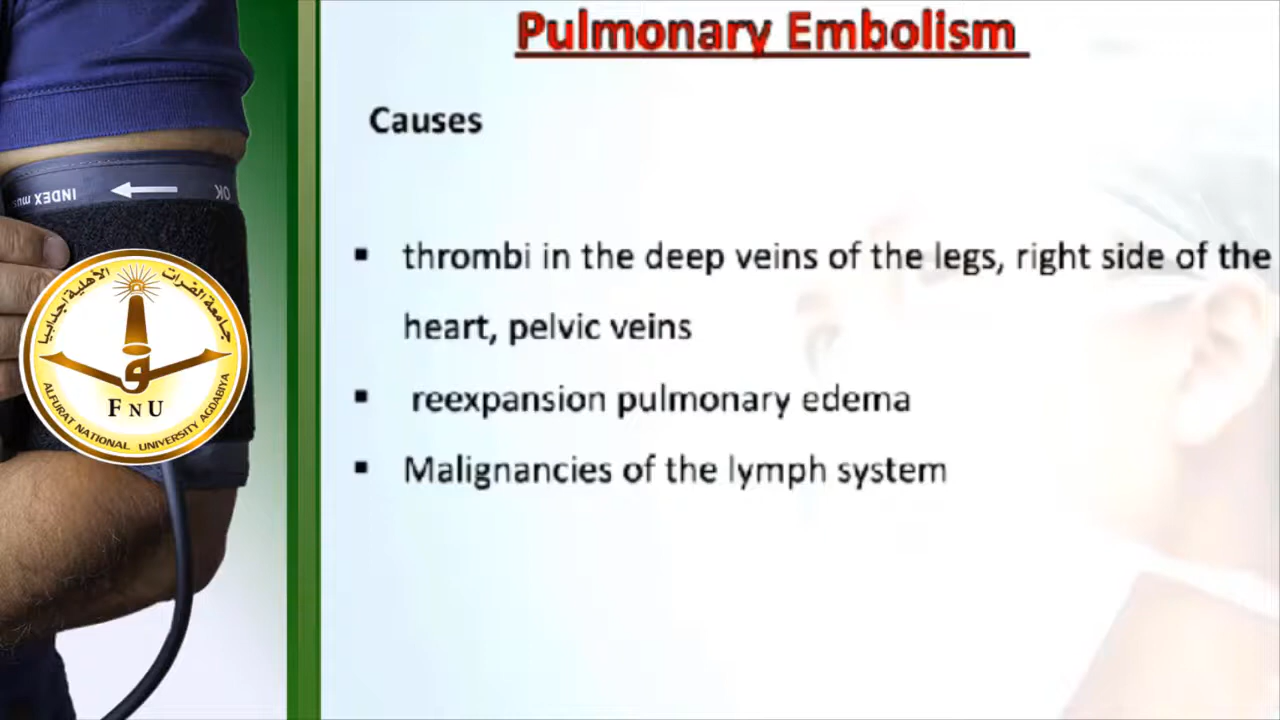 Pulmonary Embolism
Causes
▪ thrombi in the deep veins of the legs, right side of the
heart, pelvic veins
▪ reexpansion pulmonary edema
▪ Malignancies of the lymph system
INDEX
OK
جامعة الفرات الأهلية اجدابيا
FNU
ALFURAT NATIONAL UNIVERSITY AGDABIYA